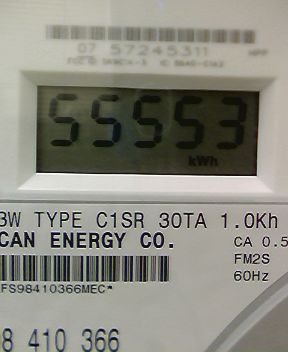 07 57245311
55553
kWh
3W TYPE C1SR 30TA 1.0Kh
CAN ENERGY CO.
CA 0.5
FM2S
60Hz
FS98410366MEC*
8 410 366